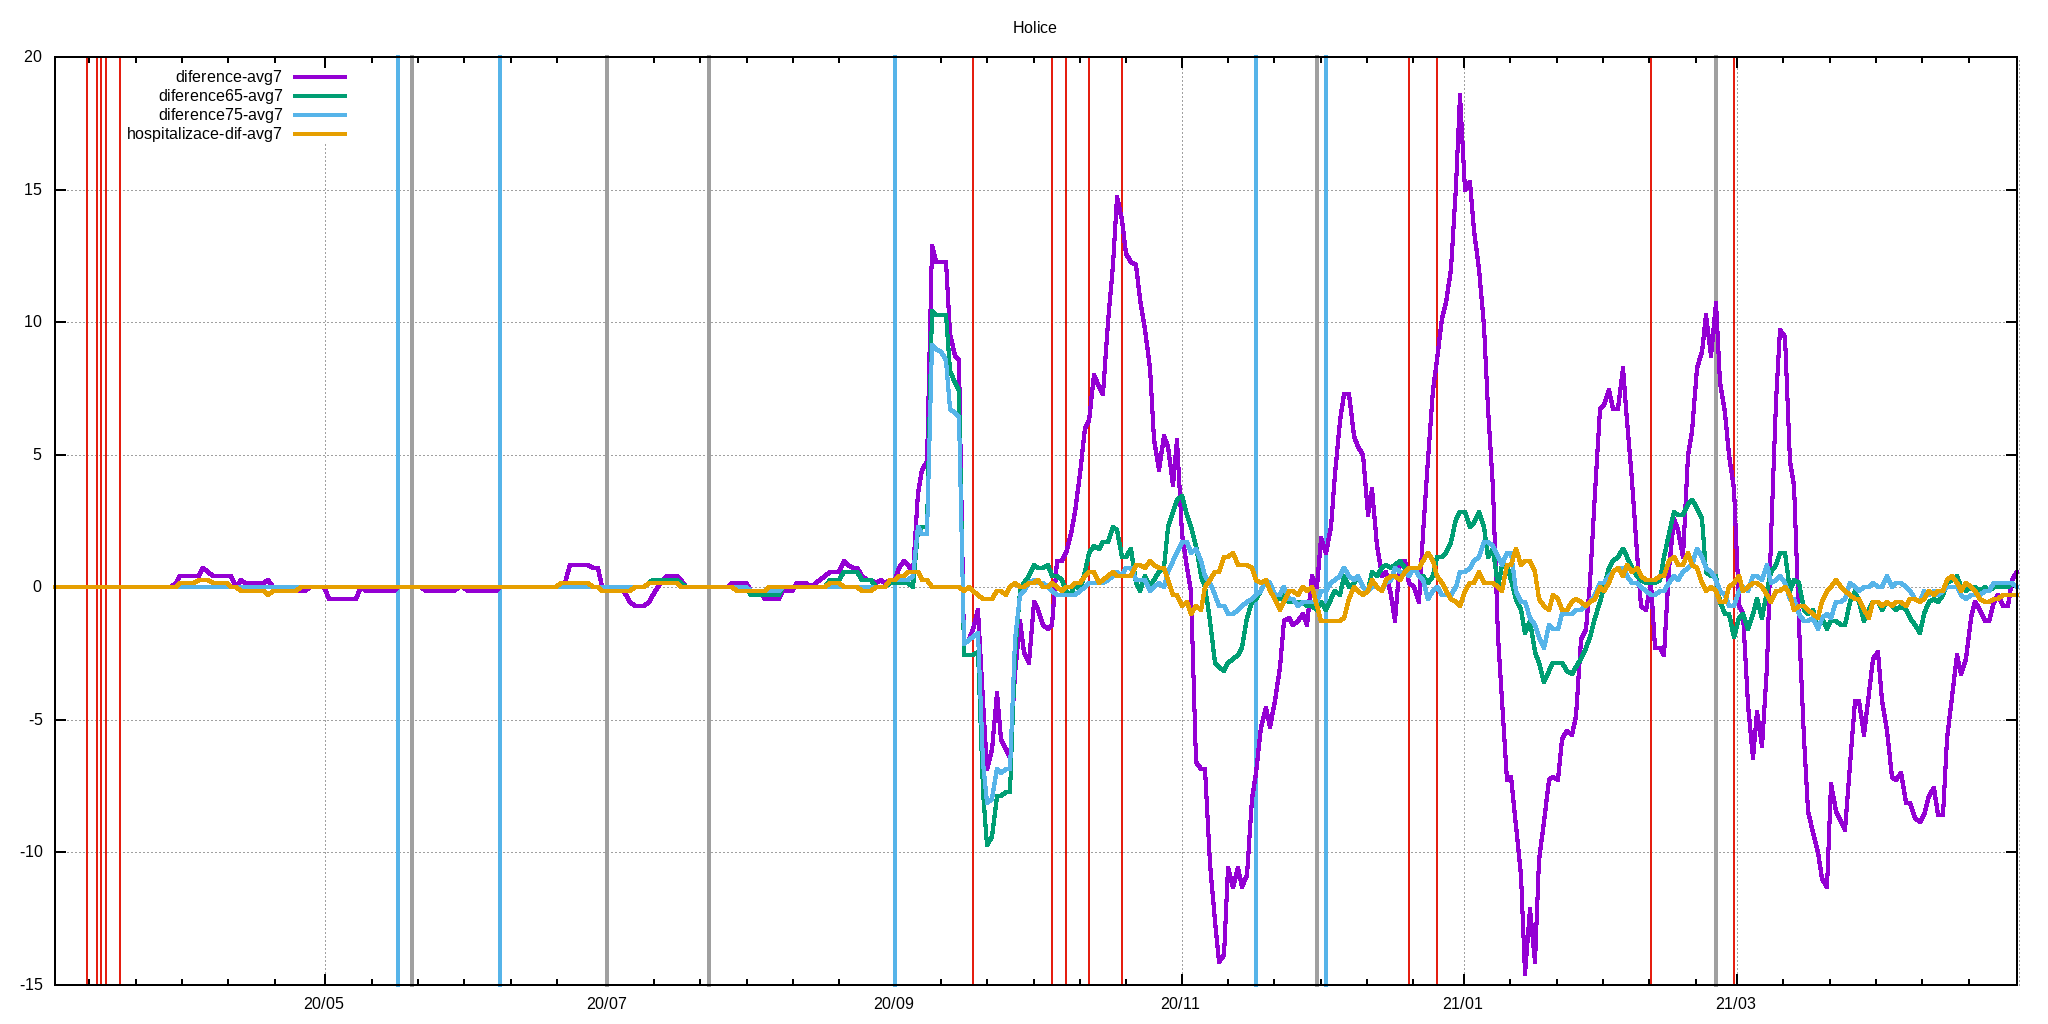 Holice
20
diference-avg7
diference65-avg7
diference75-avg7
hospitalizace-dif-avg7
15
10
5
0
-5
-10
-15
20/05 20/07 20/09 20/11 21/01 21/03